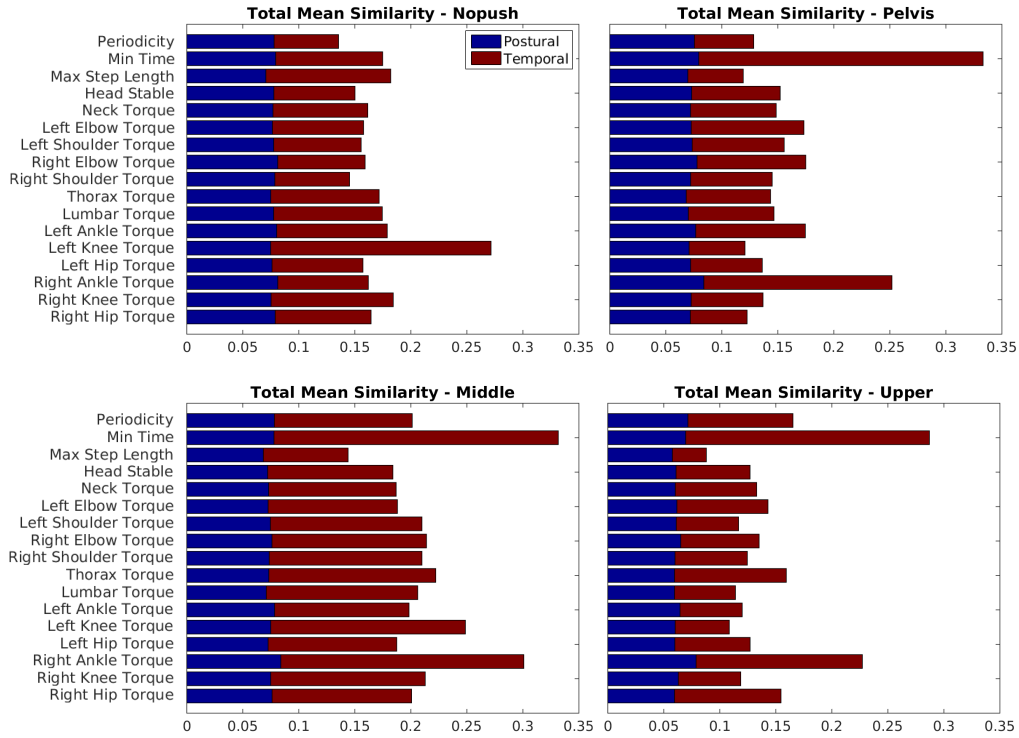 Total Mean Similarity - Nopush
Periodicity
Min Time
Max Step Length
Head Stable
Neck Torque
Left Elbow Torque
Left Shoulder Torque
Right Elbow Torque
Right Shoulder Torque
Thorax Torque
Lumbar Torque
Left Ankle Torque
Left Knee Torque
Left Hip Torque
Right Ankle Torque
Right Knee Torque
Right Hip Torque
Postural
Temporal
0 0.05 0.1 0.15 0.2 0.25 0.3 0.35
Total Mean Similarity - Pelvis
0 0.05 0.1 0.15 0.2 0.25 0.3 0.35
Total Mean Similarity - Middle
Periodicity
Min Time
Max Step Length
Head Stable
Neck Torque
Left Elbow Torque
Left Shoulder Torque
Right Elbow Torque
Right Shoulder Torque
Thorax Torque
Lumbar Torque
Left Ankle Torque
Left Knee Torque
Left Hip Torque
Right Ankle Torque
Right Knee Torque
Right Hip Torque
0 0.05 0.1 0.15 0.2 0.25 0.3 0.35
Total Mean Similarity - Upper
0 0.05 0.1 0.15 0.2 0.25 0.3 0.35